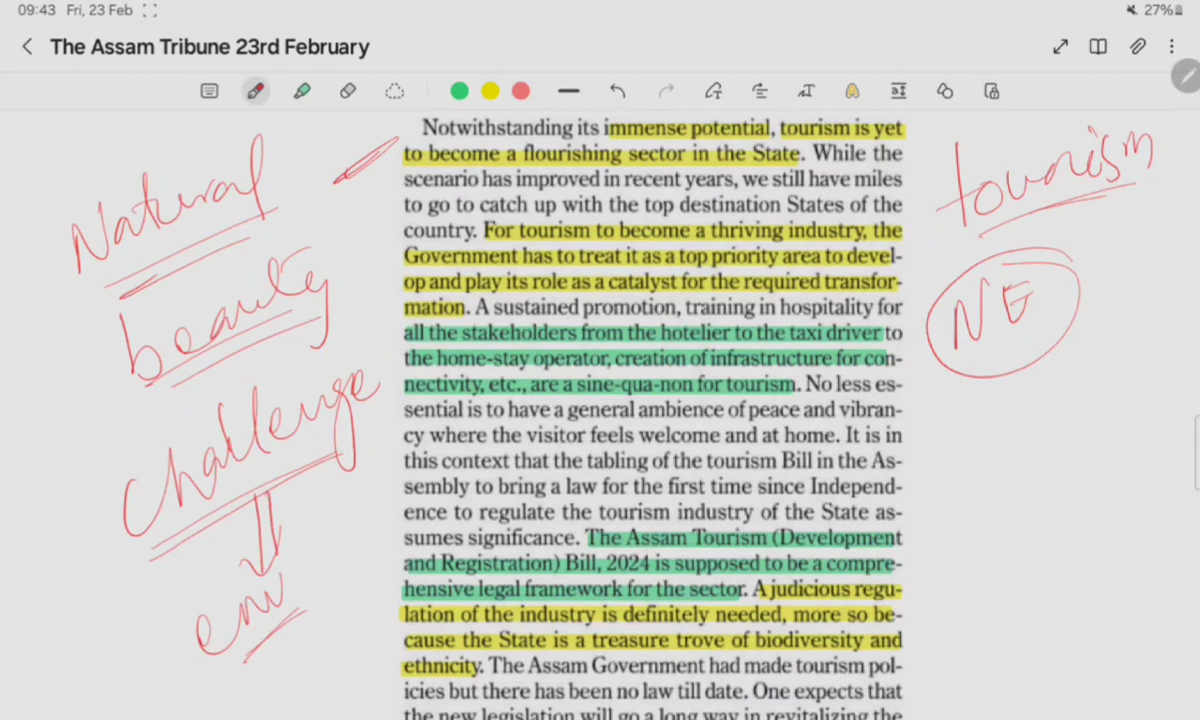 09:43 Fri, 23 Feb
27%
The Assam Tribune 23rd February
Notwithstanding its immense potential, tourism is yet
to become a flourishing sector in the State. While the
scenario has improved in recent years, we still have miles
to go to catch up with the top destination States of the
country. For tourism to become a thriving industry, the
Government has to treat it as a top priority area to devel-
op and play its role as a catalyst for the required transfor-
mation. A sustained promotion, training in hospitality for
all the stakeholders from the hotelier to the taxi driver to
the home-stay operator, creation of infrastructure for con-
nectivity, etc., are a sine-qua-non for tourism. No less es-
sential is to have a general ambience of peace and vibran-
cy where the visitor feels welcome and at home. It is in
this context that the tabling of the tourism Bill in the As-
sembly to bring a law for the first time since Independ-
ence to regulate the tourism industry of the State as-
sumes significance. The Assam Tourism (Development
and Registration) Bill, 2024 is supposed to be a compre-
hensive legal framework for the sector. A judicious regu-
lation of the industry is definitely needed, more so be-
cause the State is a treasure trove of biodiversity and
ethnicity. The Assam Government had made tourism pol-
icies but there has been no law till date. One expects that
the new legislation will go a long way in revitalizing the
Natural
beauty
challenge
env
tourism
NE